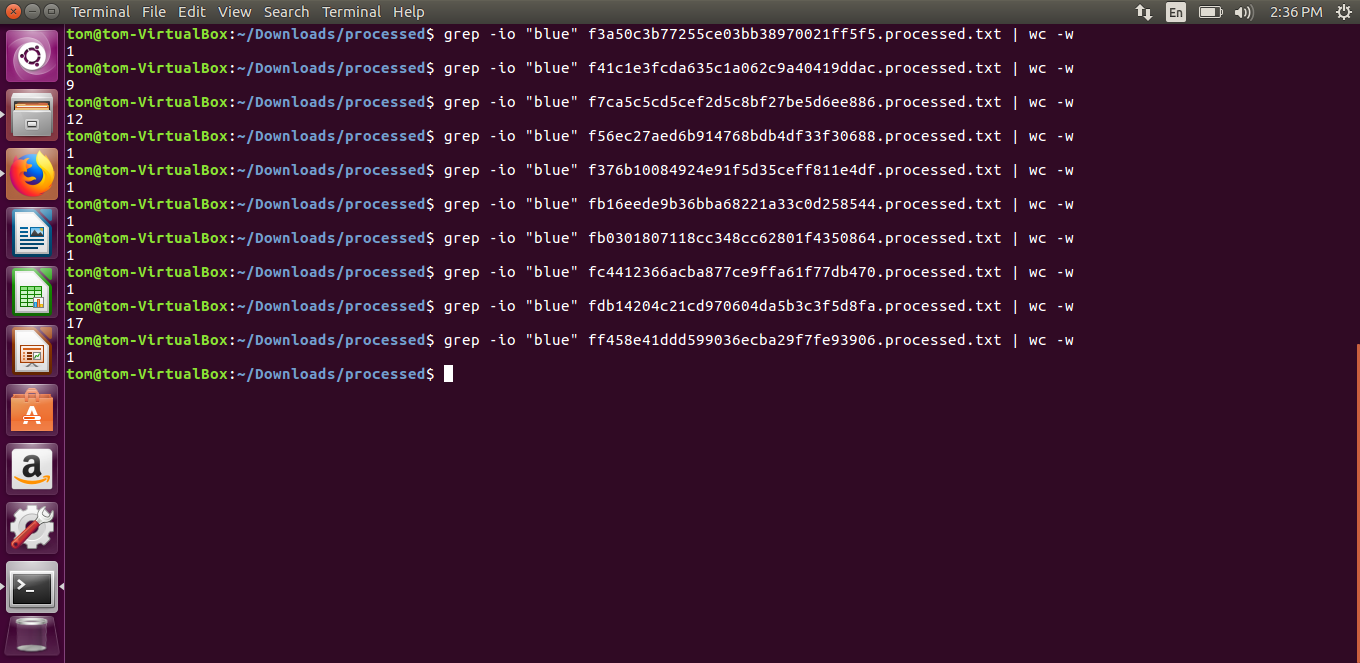 Terminal File Edit View Search Terminal Help En 2:36 PM
tom@tom-VirtualBox:~/Downloads/processed$ grep -io "blue" f3a50c3b77255ce03bb38970021ff5f5.processed.txt | wc -w
1
tom@tom-VirtualBox:~/Downloads/processed$ grep -io "blue" f41c1e3fcda635c1a062c9a40419ddac.processed.txt | wc -w
9
tom@tom-VirtualBox:~/Downloads/processed$ grep -io "blue" f7ca5c5cd5cef2d5c8bf27be5d6ee886.processed.txt | wc -w
12
tom@tom-VirtualBox:~/Downloads/processed$ grep -io "blue" f56ec27aed6b914768bdb4df33f30688.processed.txt | wc -w
1
tom@tom-VirtualBox:~/Downloads/processed$ grep -io "blue" f376b10084924e91f5d35ceff811e4df.processed.txt | wc -w
1
tom@tom-VirtualBox:~/Downloads/processed$ grep -io "blue" fb16eede9b36bba68221a33c0d258544.processed.txt | wc -w
1
tom@tom-VirtualBox:~/Downloads/processed$ grep -io "blue" fb0301807118cc348cc62801f4350864.processed.txt | wc -w
1
tom@tom-VirtualBox:~/Downloads/processed$ grep -io "blue" fc4412366acba877ce9ffa61f77db470.processed.txt | wc -w
1
tom@tom-VirtualBox:~/Downloads/processed$ grep -io "blue" fdb14204c21cd970604da5b3c3f5d8fa.processed.txt | wc -w
17
tom@tom-VirtualBox:~/Downloads/processed$ grep -io "blue" ff458e41ddd599036ecba29f7fe93906.processed.txt | wc -w
1
tom@tom-VirtualBox:~/Downloads/processed$